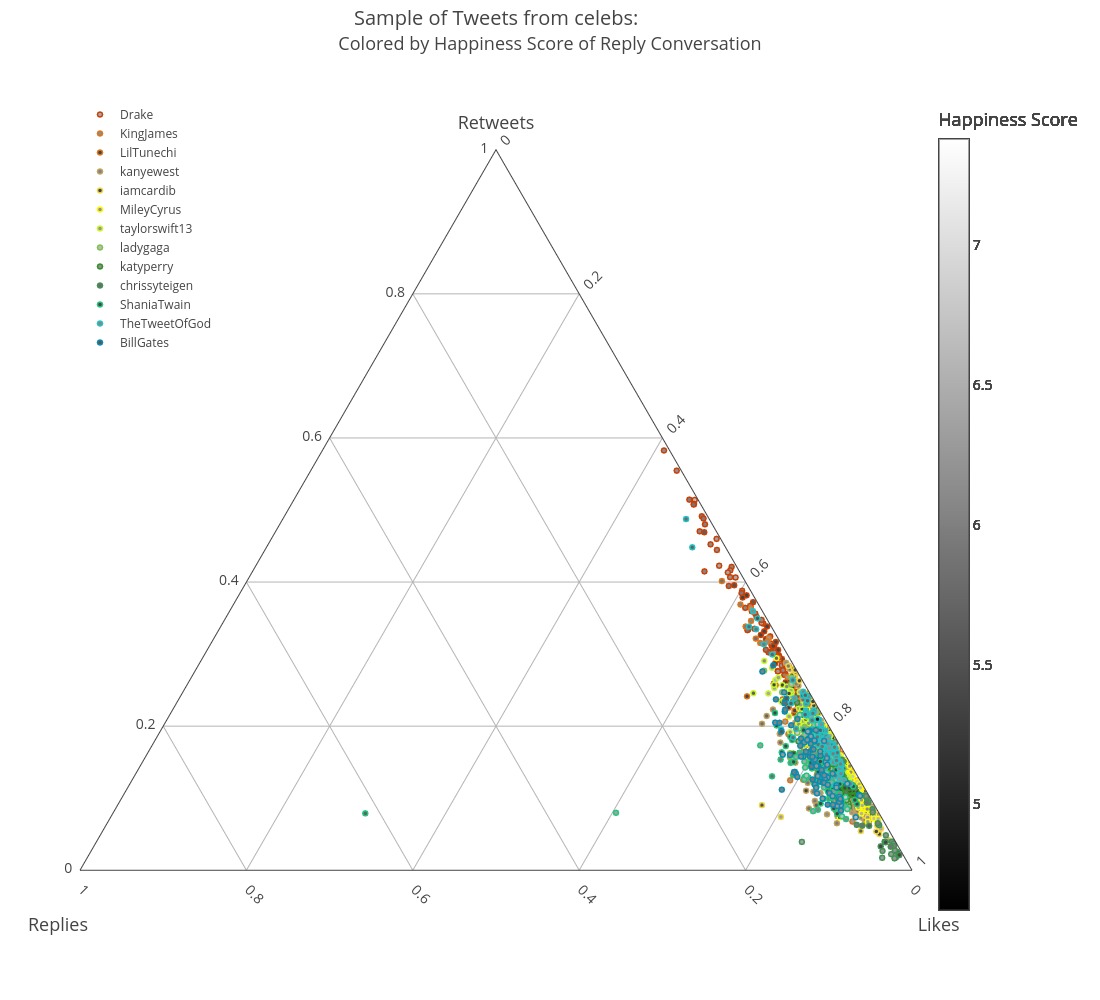 Sample of Tweets from celebs:
Colored by Happiness Score of Reply Conversation
Drake
KingJames
LilTunechi
kanyewest
iamcardib
MileyCyrus
taylorswift13
ladygaga
katyperry
chrissyteigen
ShaniaTwain
TheTweetOfGod
BillGates
Retweets
1
0
0.8
0.2
0.6
0.4
0.4
0.6
0.2
0.8
0
1
1
0.8
0.6
0.4
0.2
0
Replies
Likes
Happiness Score
7
6.5
6
5.5
5